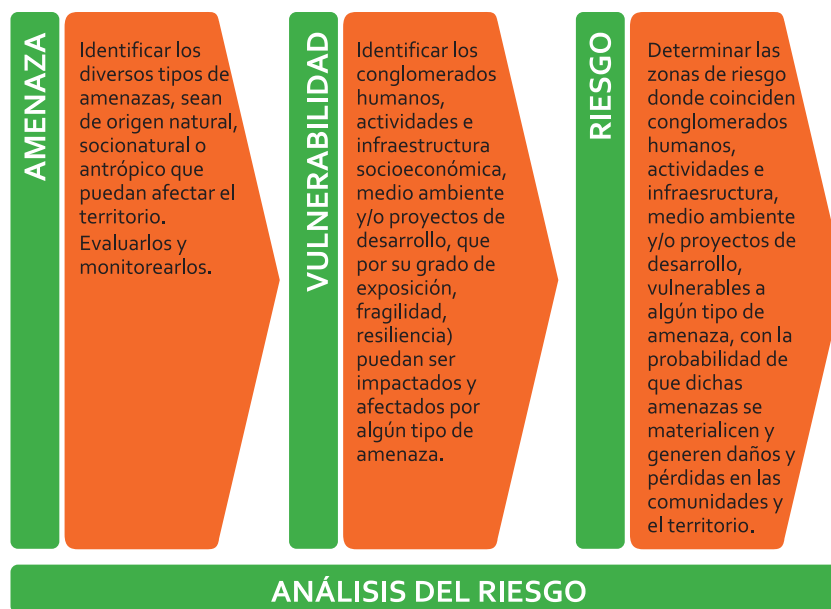 AMENAZA
Identificar los
diversos tipos de
amenazas, sean
de origen natural,
socionatural o
antrópico que
puedan afectar el
territorio.
Evaluarlos y
monitorearlos.
VULNERABILIDAD
Identificar los
conglomerados
humanos,
actividades e
infraestructura
socioeconómica,
medio ambiente
y/o proyectos de
desarrollo, que
por su grado de
exposición,
fragilidad,
resiliencia)
puedan ser
impactados y
afectados por
algún tipo de
amenaza.
RIESGO
Determinar las
zonas de riesgo
donde coinciden
conglomerados
humanos,
actividades e
infraesructura,
medio ambiente
y/o proyectos de
desarrollo,
vulnerables a
algún tipo de
amenaza, con la
probabilidad de
que dichas
amenazas se
materialicen y
generen daños y
pérdidas en las
comunidades y
el territorio.
ANÁLISIS DEL RIESGO